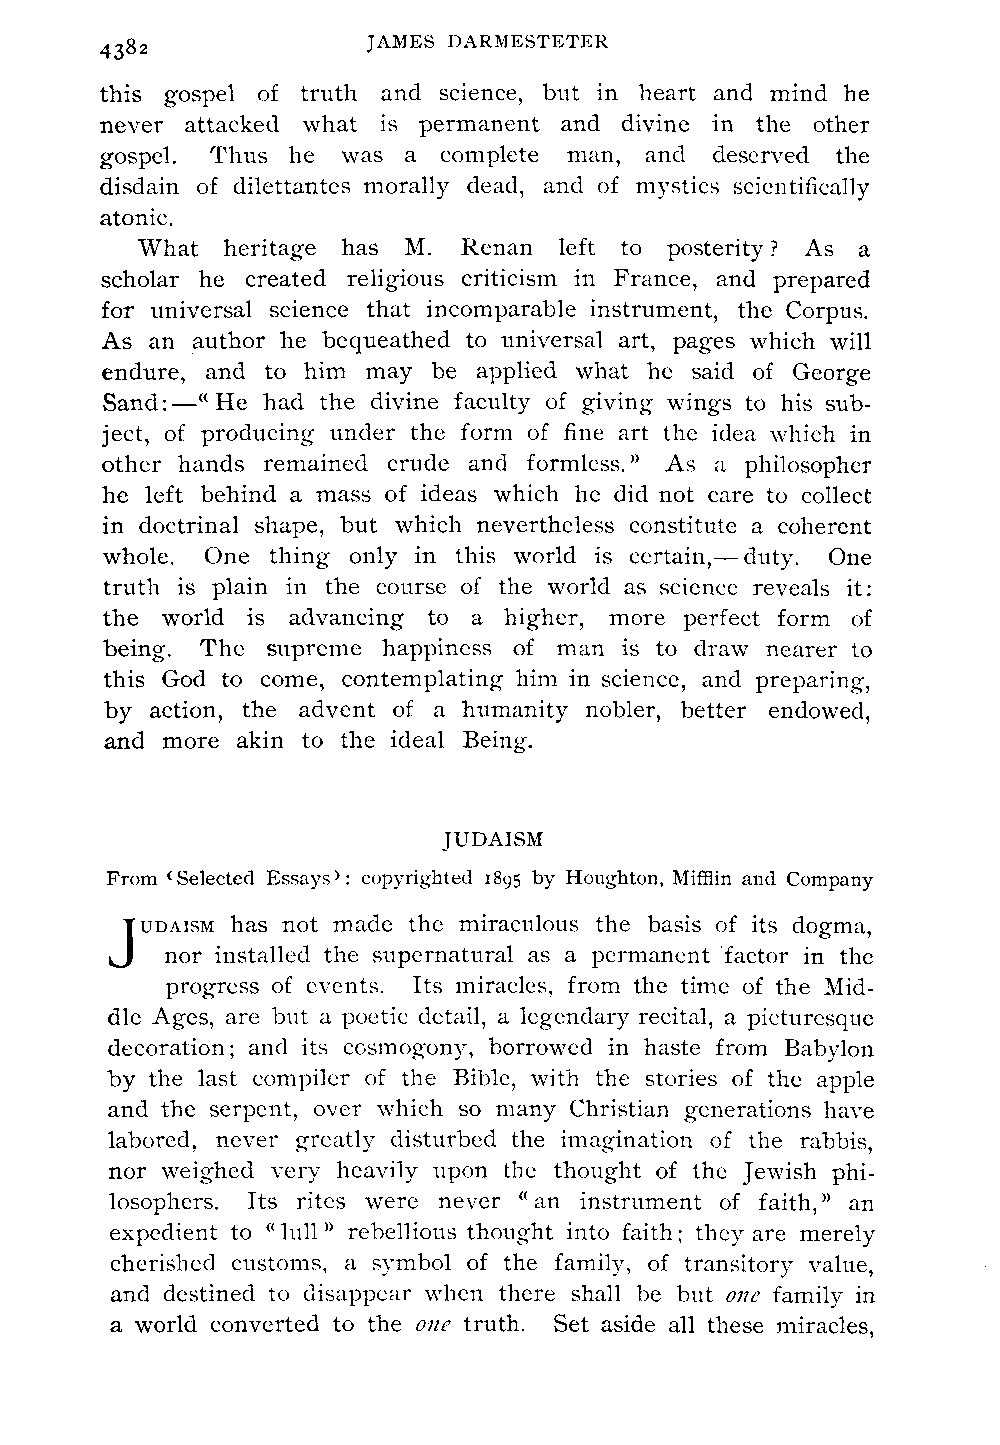 4382
JAMES DARMESTETER
this gospel of truth and science, but in heart and mind he
never attacked what is permanent and divine in the other
gospel. Thus he was a complete man, and deserved the
disdain of dilettantes morally dead, and of mystics scientifically
atonic.
What heritage has M. Renan left to posterity? As a
scholar he created religious criticism in France, and prepared
for universal science that incomparable instrument, the Corpus.
As an author he bequeathed to universal art, pages which will
endure, and to him may be applied what he said of George
Sand:—“He had the divine faculty of giving wings to his sub-
ject, of producing under the form of fine art the idea which in
other hands remained crude and formless.” As a philosopher
he left behind a mass of ideas which he did not care to collect
in doctrinal shape, but which nevertheless constitute a coherent
whole. One thing only in this world is certain,—duty. One
truth is plain in the course of the world as science reveals it:
the world is advancing to a higher, more perfect form of
being. The supreme happiness of man is to draw nearer to
this God to come, contemplating him in science, and preparing,
by action, the advent of a humanity nobler, better endowed,
and more akin to the ideal Being.
JUDAISM
From ‘Selected Essays’: copyrighted 1895 by Houghton, Mifflin and Company
JUDAISM has not made the miraculous the basis of its dogma,
nor installed the supernatural as a permanent factor in the
progress of events. Its miracles, from the time of the Mid-
dle Ages, are but a poetic detail, a legendary recital, a picturesque
decoration; and its cosmogony, borrowed in haste from Babylon
by the last compiler of the Bible, with the stories of the apple
and the serpent, over which so many Christian generations have
labored, never greatly disturbed the imagination of the rabbis,
nor weighed very heavily upon the thought of the Jewish phi-
losophers. Its rites were never “an instrument of faith,” an
expedient to “lull” rebellious thought into faith; they are merely
cherished customs, a symbol of the family, of transitory value,
and destined to disappear when there shall be but one family in
a world converted to the one truth. Set aside all these miracles,